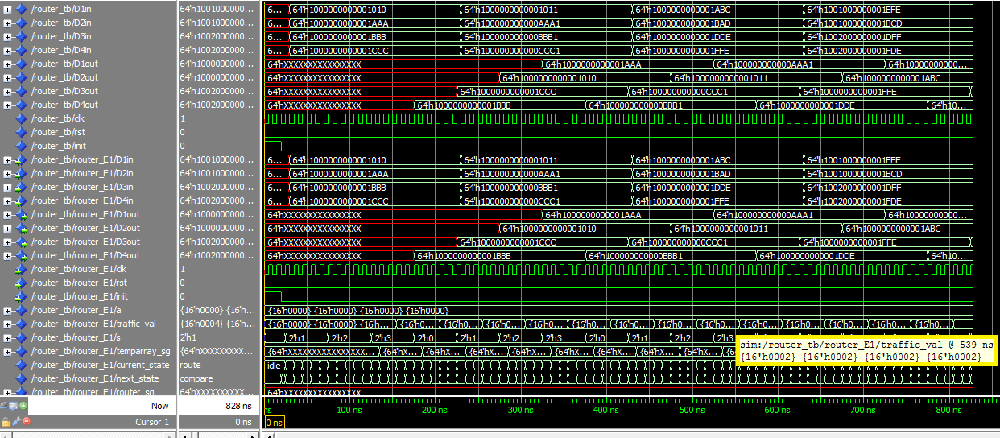 /router_tb/D1in 64'h1001000000... 6... 64'h1000000000001010 64'h1000000000001011 64'h1000000000001ABC 64'h1001000000001EFE
/router_tb/D2in 64'h1001000000... 6... 64'h1000000000001AAA 64'h100000000000AAA1 64'h1000000000001BAD 64'h1001000000001BCD
/router_tb/D3in 64'h1002000000... 6... 64'h1000000000001BBB 64'h100000000000BBB1 64'h1000000000001DDE 64'h1002000000001DFF
/router_tb/D4in 64'h1002000000... 6... 64'h1000000000001CCC 64'h100000000000CCC1 64'h1000000000001FFE 64'h1002000000001FDE
/router_tb/D1out 64'h1000000000... 64'hXXXXXXXXXXXXXXXX 64'h1000000000001AAA 64'h100000000000AAA1 64'h1000000000000...
/router_tb/D2out 64'h1000000000... 64'hXXXXXXXXXXXXXXXX 64'h1000000000001010 64'h1000000000001011 64'h1000000000001ABC
/router_tb/D3out 64'h1002000000... 64'hXXXXXXXXXXXXXXXX 64'h1000000000001CCC 64'h100000000000CCC1 64'h1000000000001FFE
/router_tb/D4out 64'h1002000000... 64'hXXXXXXXXXXXXXXXX 64'h1000000000001BBB 64'h100000000000BBB1 64'h1000000000001DDE 64'h10...
/router_tb/clk 1
/router_tb/rst 0
/router_tb/init 0
/router_tb/router_E1/D1in 64'h1001000000... 6... 64'h1000000000001010 64'h1000000000001011 64'h1000000000001ABC 64'h1001000000001EFE
/router_tb/router_E1/D2in 64'h1001000000... 6... 64'h1000000000001AAA 64'h100000000000AAA1 64'h1000000000001BAD 64'h1001000000001BCD
/router_tb/router_E1/D3in 64'h1002000000... 6... 64'h1000000000001BBB 64'h100000000000BBB1 64'h1000000000001DDE 64'h1002000000001DFF
/router_tb/router_E1/D4in 64'h1002000000... 6... 64'h1000000000001CCC 64'h100000000000CCC1 64'h1000000000001FFE 64'h1002000000001FDE
/router_tb/router_E1/D1out 64'h1000000000... 64'hXXXXXXXXXXXXXXXX 64'h1000000000001AAA 64'h100000000000AAA1 64'h1000000000000...
/router_tb/router_E1/D2out 64'h1000000000... 64'hXXXXXXXXXXXXXXXX 64'h1000000000001010 64'h1000000000001011 64'h1000000000001ABC
/router_tb/router_E1/D3out 64'h1002000000... 64'hXXXXXXXXXXXXXXXX 64'h1000000000001CCC 64'h100000000000CCC1 64'h1000000000001FFE
/router_tb/router_E1/D4out 64'h1002000000... 64'hXXXXXXXXXXXXXXXX 64'h1000000000001BBB 64'h100000000000BBB1 64'h1000000000001DDE 64'h10...
/router_tb/router_E1/clk 1
/router_tb/router_E1/rst 0
/router_tb/router_E1/init 0
/router_tb/router_E1/a {16'h0000} {16'h... {16'h0000} {16'h0000} {16'h0000} {16'h0000}
/router_tb/router_E1/traffic_val {16'h0004} {16'h... {16'h0000} {16'h0... {16'h0... {16'h0... {16'h0... {16'h0... {16'h0... {16'h0... {16'h0... {16'h0... {16'h0... {16'h0... {16'h0... {16'h0... {16'h0...
/router_tb/router_E1/s 2'h1 2'h1 2'h2 2'h3 2'h0 2'h1 2'h2 2'h3 2'h0 2'h1 2'h2 2'h3
sim:/router_tb/router_E1/traffic_val @ 539 ns
{16'h0002} {16'h0002} {16'h0002} {16'h0002}
/router_tb/router_E1/temparray_sg {64'hXXXXXXXXX... {64'hXXXXXXXXXXXXXXXX... {64'hX... {64'hX... {64'hX... {64'hX... {64'hX... {64'hX... {64'hX...
/router_tb/router_E1/current_state route idle
/router_tb/router_E1/next_state compare
/router_tb/router_E1/router_sg 64'hXXXXXXXXX... 64'hXXXXXXXXXXXXXXXX
Now 828 ns ns 100 ns 200 ns 300 ns 400 ns 500 ns 600 ns 700 ns 800 ns
Cursor 1 0 ns 0 ns